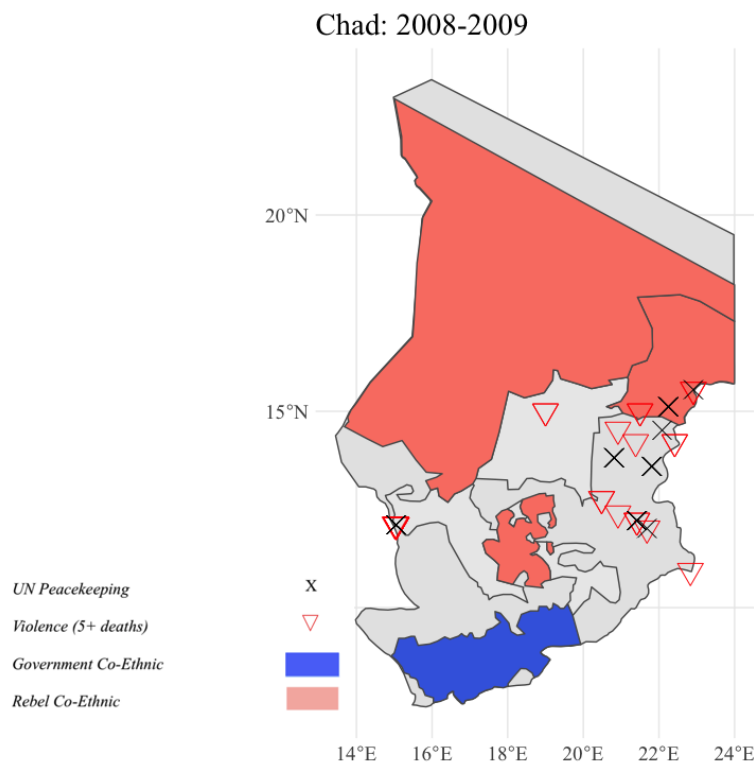 Chad: 2008-2009
20°N
15°N
UN Peacekeeping X
Violence (5+ deaths)
Government Co-Ethnic
Rebel Co-Ethnic
14°E 16°E 18°E 20°E 22°E 24°E